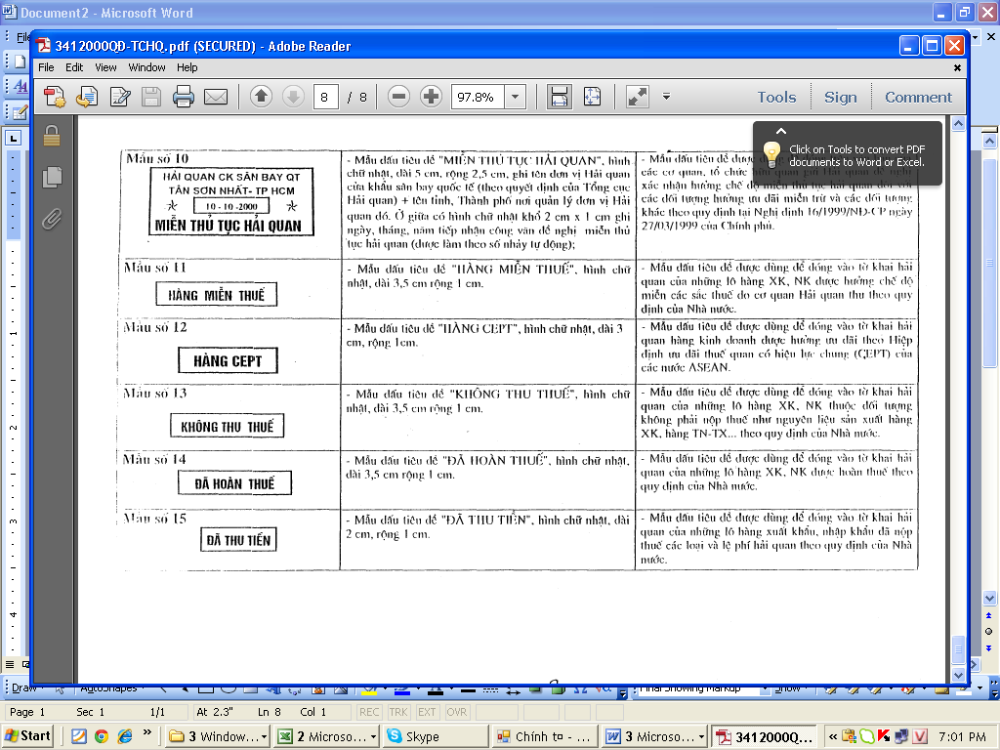 Document2 - Microsoft Word
3412000QĐ-TCHQ.pdf (SECURED) - Adobe Reader
File Edit View Window Help
8 / 8 97.8% Tools Sign Comment
Click on Tools to convert PDF
documents to Word or Excel.
Mẫu số 10
HẢI QUAN CK SÂN BAY QT
TÂN SƠN NHẤT- TP HCM
10 - 10 -2000
MIỄN THỦ TỤC HẢI QUAN
- Mẫu dấu tiêu đề "MIỄN THỦ TỤC HẢI QUAN", hình
chữ nhật, dài 5 cm, rộng 2,5 cm, ghi tên đơn vị Hải quan
cửa khẩu sân bay quốc tế (theo quyết định của Tổng cục
Hải quan) + tên tỉnh, Thành phố nơi quản lý đơn vị Hải
quan đó. Ở giữa có hình chữ nhật khổ 2 cm x 1 cm ghi
ngày, tháng, năm tiếp nhận công văn đề nghị miễn thủ
tục hải quan (được làm theo số nhảy tự động);
- Mẫu dấu tiêu đề được
các cơ quan, tổ chức
xác nhận hưởng chế độ miễn thủ tục hải quan đối với
các đối tượng hưởng ưu đãi miễn trừ và các đối tượng
khác theo quy định tại Nghị định 16/1999/NĐ-CP ngày
27/03/1999 của Chính phủ.
Mẫu số 11
HÀNG MIỄN THUẾ
- Mẫu dấu tiêu đề "HÀNG MIỄN THUẾ", hình chữ
nhật, dài 3,5 cm rộng 1 cm.
- Mẫu dấu tiêu đề được dùng để đóng vào tờ khai hải
quan của những lô hàng XK, NK được hưởng chế độ
miễn các sắc thuế do cơ quan Hải quan thu theo quy
định của Nhà nước.
Mẫu số 12
HÀNG CEPT
- Mẫu dấu tiêu đề "HÀNG CEPT", hình chữ nhật, dài 3
cm, rộng 1cm.
- Mẫu dấu tiêu đề được dùng để đóng vào tờ khai hải
quan hàng kinh doanh được hưởng ưu đãi theo Hiệp
định ưu đãi thuế quan có hiệu lực chung (CEPT) của
các nước ASEAN.
Mẫu số 13
KHÔNG THU THUẾ
- Mẫu dấu tiêu đề "KHÔNG THU THUẾ", hình chữ
nhật, dài 3,5 cm rộng 1 cm.
- Mẫu dấu tiêu đề được dùng để đóng vào tờ khai hải
quan của những lô hàng XK, NK thuộc đối tượng
không phải nộp thuế như nguyên liệu sản xuất hàng
XK, hàng TN-TX... theo quy định của Nhà nước.
Mẫu số 14
ĐÃ HOÀN THUẾ
- Mẫu dấu tiêu đề "ĐÃ HOÀN THUẾ", hình chữ nhật,
dài 3,5 cm rộng 1 cm.
- Mẫu dấu tiêu đề được dùng để đóng vào tờ khai hải
quan của những lô hàng XK, NK được hoàn thuế theo
quy định của Nhà nước.
Mẫu số 15
ĐÃ THU TIỀN
- Mẫu dấu tiêu đề "ĐÃ THU TIỀN", hình chữ nhật, dài
2 cm, rộng 1 cm.
- Mẫu dấu tiêu đề được dùng để đóng vào tờ khai hải
quan của những lô hàng xuất khẩu, nhập khẩu đã nộp
thuế các loại và lệ phí hải quan theo quy định của Nhà
nước.
Page 1 Sec 1 1/1 At 2.3" Ln 8 Col 1 REC TRK EXT OVR
Start 3 Window... 2 Microso... Skype Chính tả - ... 3 Microso... 3412000Q... 7:01 PM